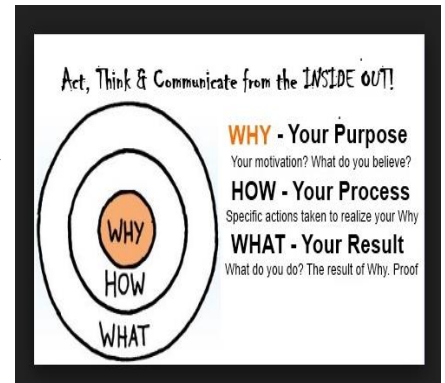 Act, Think & Communicate from the INSIDE OUT!
WHY
HOW
WHAT
WHY - Your Purpose
Your motivation? What do you believe?
HOW - Your Process
Specific actions taken to realize your Why
WHAT - Your Result
What do you do? The result of Why. Proof